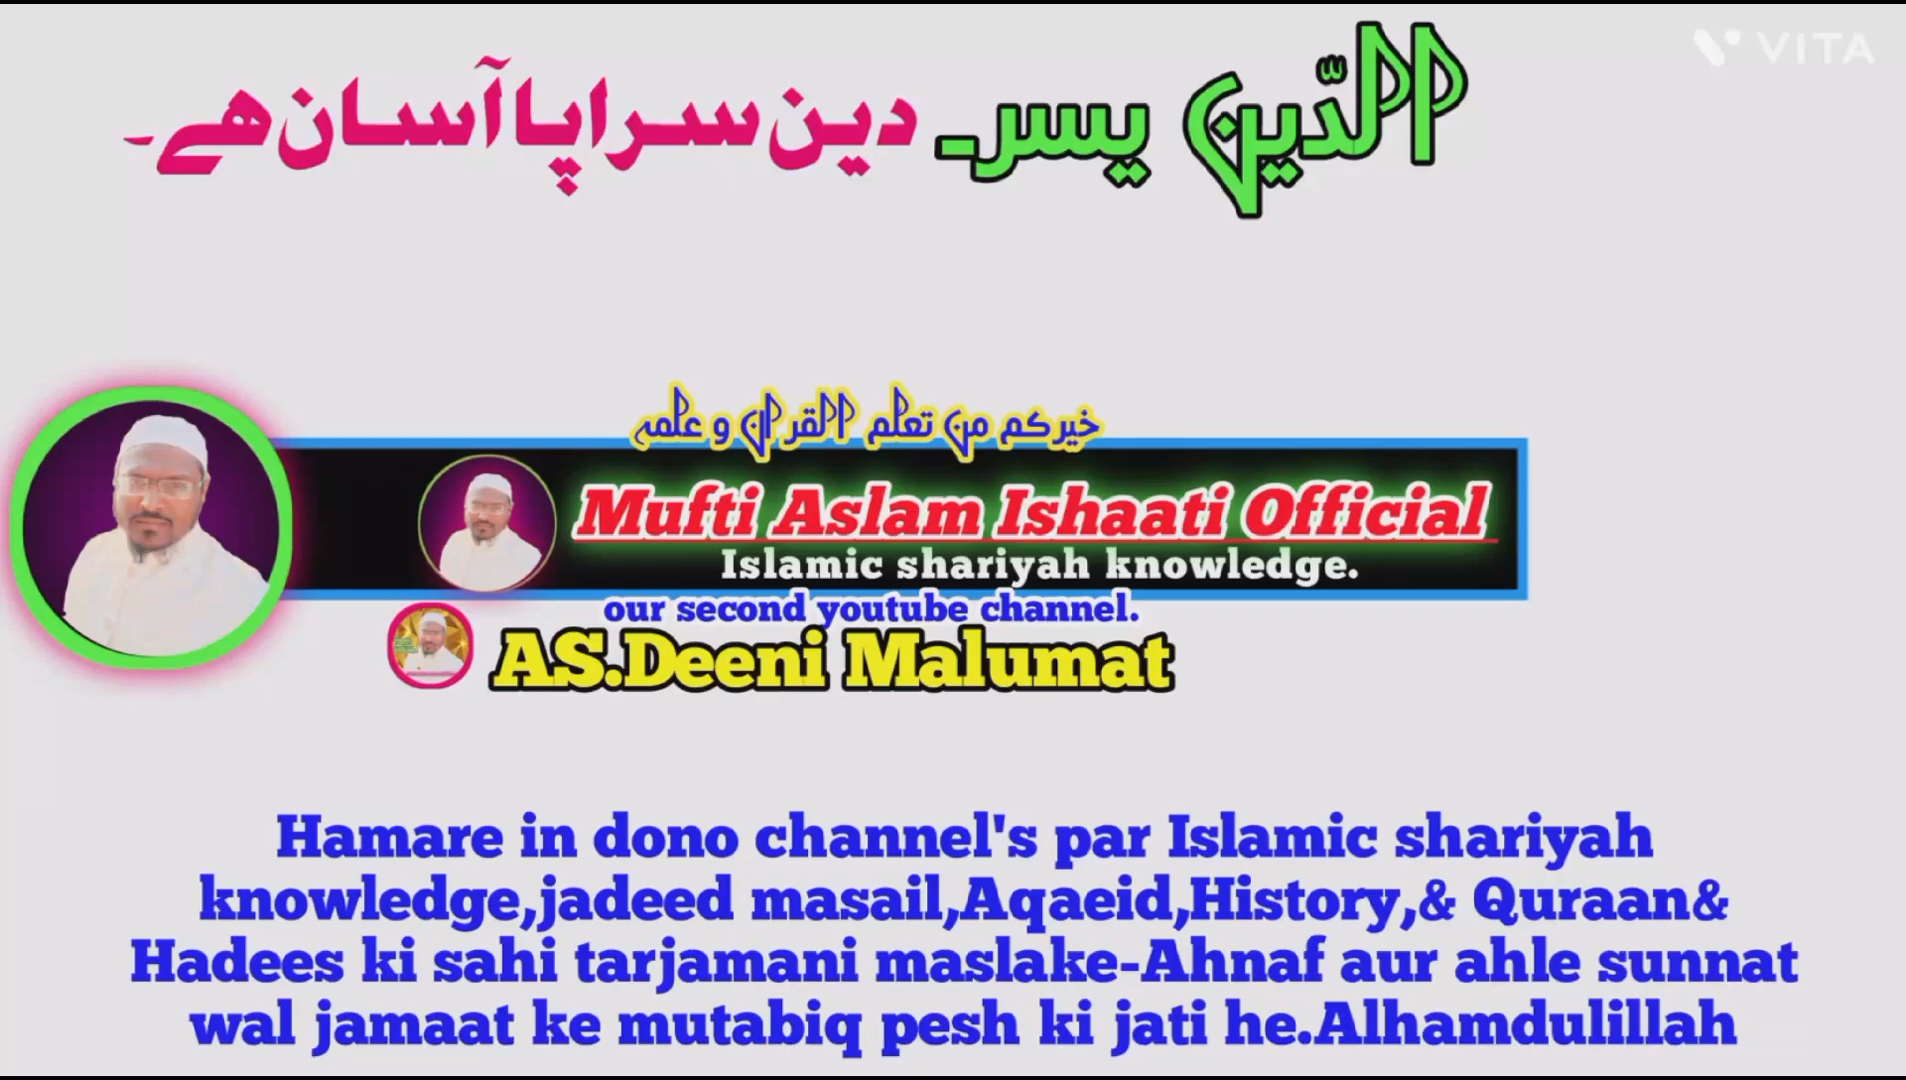 VITA
الدّین یسر۔ دین سراپا آسان ھے۔
خیرکم من تعلم القران و علمہ
Mufti Aslam Ishaati Official
Islamic shariyah knowledge.
our second youtube channel.
AS.Deeni Malumat
Hamare in dono channel's par Islamic shariyah
knowledge,jadeed masail,Aqaeid,History,& Quraan&
Hadees ki sahi tarjamani maslake-Ahnaf aur ahle sunnat
wal jamaat ke mutabiq pesh ki jati he.Alhamdulillah